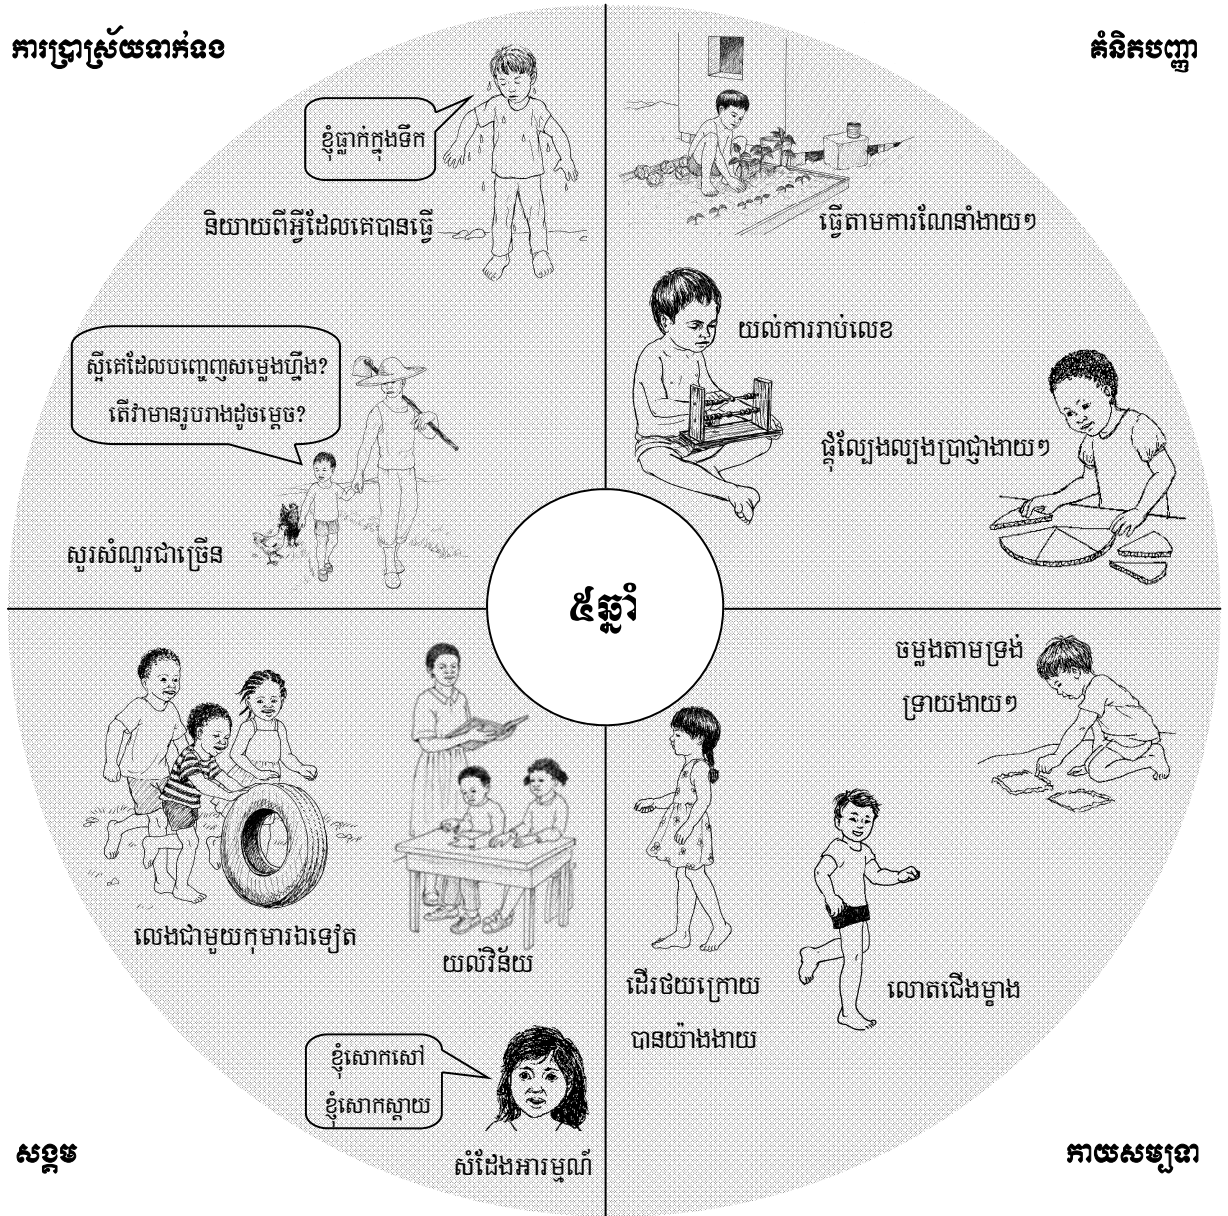 ការប្រាស្រ័យទាក់ទង
គំនិតបញ្ញា
ខ្ញុំធ្លាក់ក្នុងទឹក
និយាយពីអ្វីដែលគេបានធ្វើ
ធ្វើតាមការណែនាំងាយៗ
យល់ការរាប់លេខ
ស្អីគេដែលបញ្ចេញសម្លេងហ្នឹង?
តើវាមានរូបរាងដូចម្តេច?
ផ្គុំល្បែងល្បងប្រាជ្ញាងាយៗ
សួរសំណួរជាច្រើន
៥ឆ្នាំ
ចម្លងតាមទ្រង់
ទ្រាយងាយៗ
លេងជាមួយកុមារឯទៀត
យល់វិន័យ
ដើរថយក្រោយ
បានយ៉ាងងាយ
លោតជើងម្ខាង
ខ្ញុំសោកសៅ
ខ្ញុំសោកស្តាយ
សំដែងអារម្មណ៍
សង្គម
កាយសម្បទា